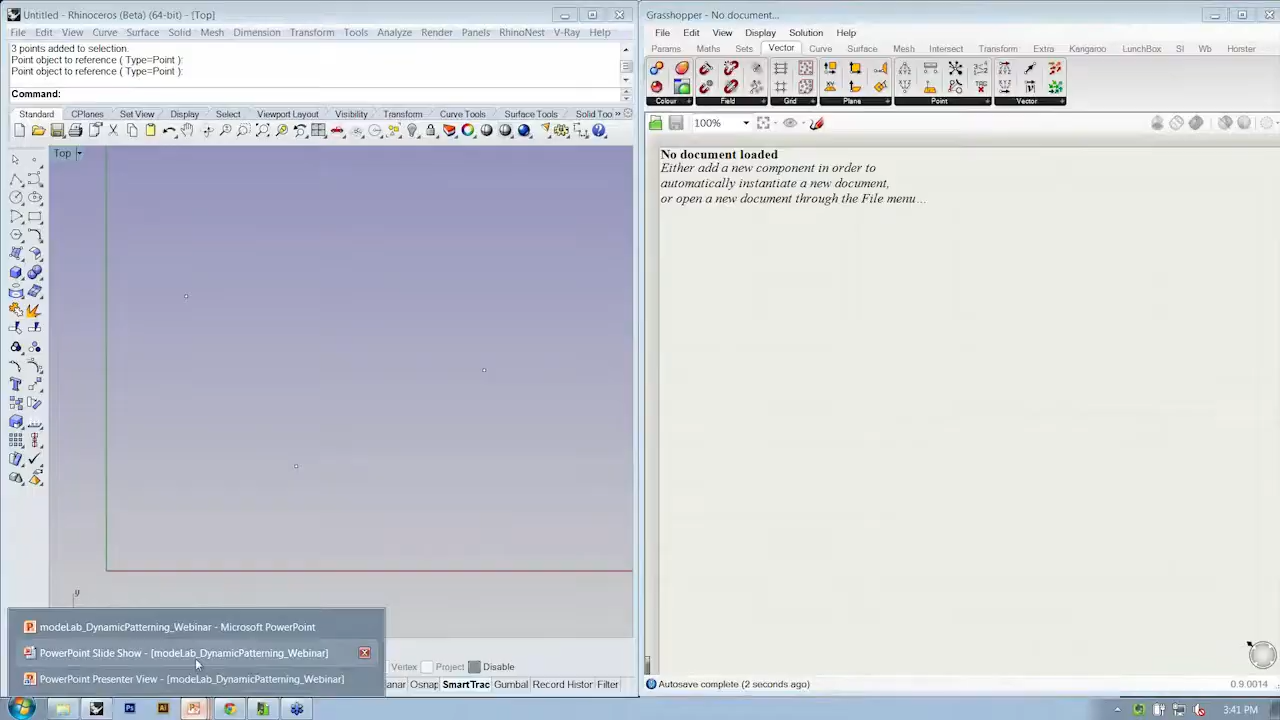 Untitled - Rhinoceros (Beta) (64-bit) - [Top]
File Edit View Curve Surface Solid Mesh Dimension Transform Tools Analyze Render Panels RhinoNest V-Ray Help
3 points added to selection.
Point object to reference ( Type=Point ):
Point object to reference ( Type=Point ):
Command:
Standard CPlanes Set View Display Select Viewport Layout Visibility Transform Curve Tools Surface Tools Solid Too »
Top
y
modeLab_DynamicPatterning_Webinar - Microsoft PowerPoint
PowerPoint Slide Show - [modeLab_DynamicPatterning_Webinar]
PowerPoint Presenter View - [modeLab_DynamicPatterning_Webinar]
Vertex Project Disable
anar Osnap SmartTrac Gumbal Record Histor Filter
Grasshopper - No document...
File Edit View Display Solution Help
Params Maths Sets Vector Curve Surface Mesh Intersect Transform Extra Kangaroo LunchBox SI Wb Horster
Colour Field Grid Plane Point Vector
100%
No document loaded
Either add a new component in order to
automatically instantiate a new document,
or open a new document through the File menu...
Autosave complete (2 seconds ago) 0.9.0014
3:41 PM